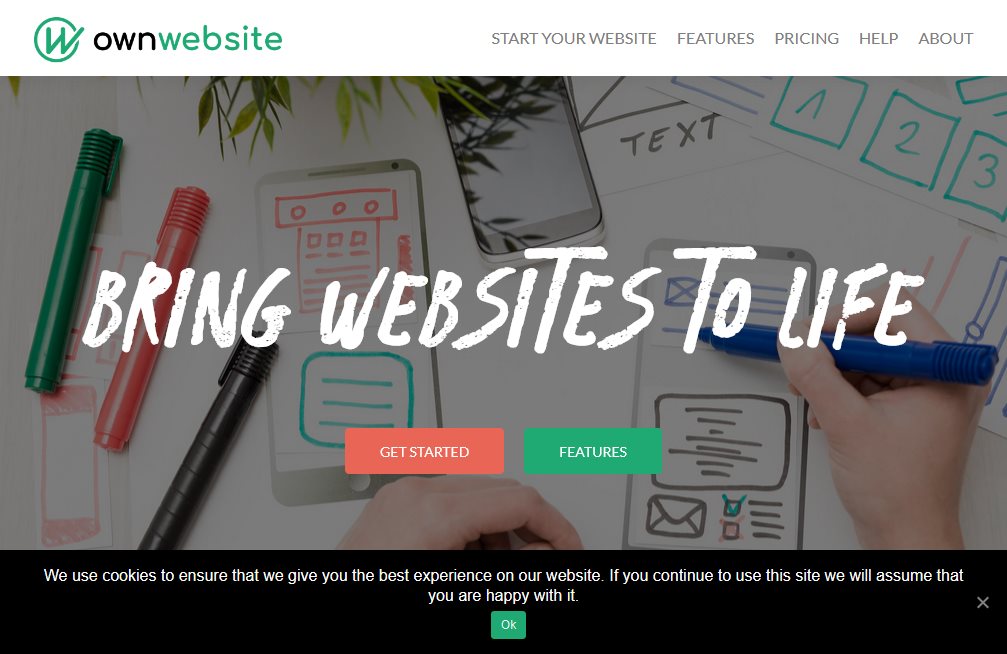 ownwebsite
START YOUR WEBSITE FEATURES PRICING HELP ABOUT
TEXT
1 2 3
BRING WEBSITES TO LIFE
GET STARTED FEATURES
We use cookies to ensure that we give you the best experience on our website. If you continue to use this site we will assume that
you are happy with it.
Ok